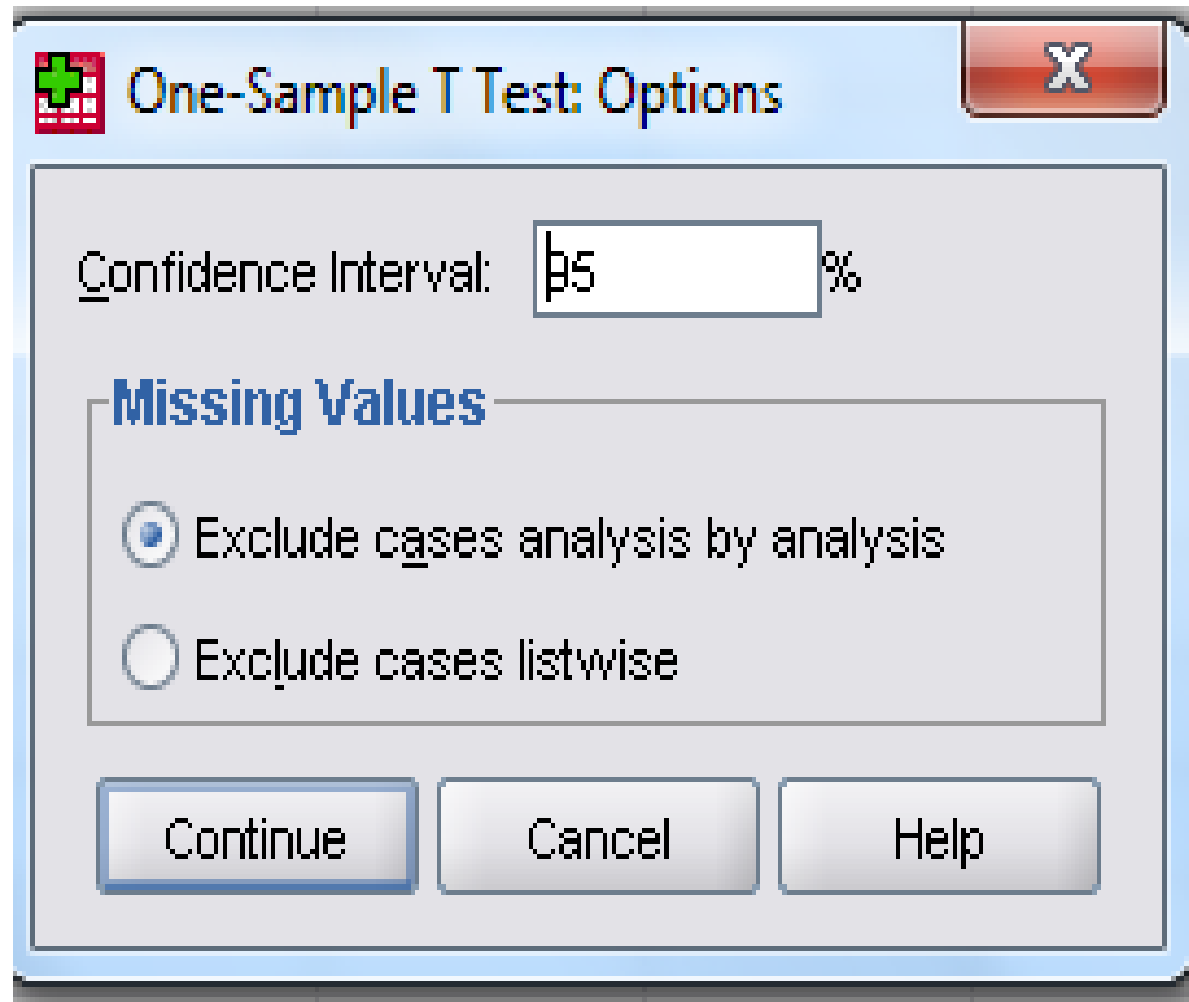 One-Sample T Test: Options
Confidence Interval: 95 %
Missing Values
Exclude cases analysis by analysis
Exclude cases listwise
Continue Cancel Help